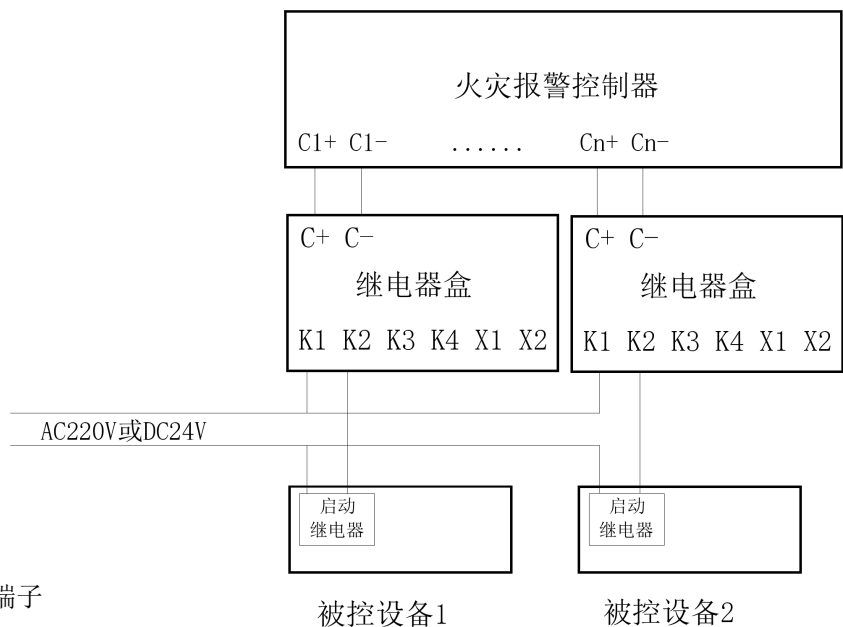 火灾报警控制器
C1+ C1- ...... Cn+ Cn-
C+ C-
继电器盒
K1 K2 K3 K4 X1 X2
C+ C-
继电器盒
K1 K2 K3 K4 X1 X2
AC220V或DC24V
启动
继电器
启动
继电器
端子
被控设备1
被控设备2